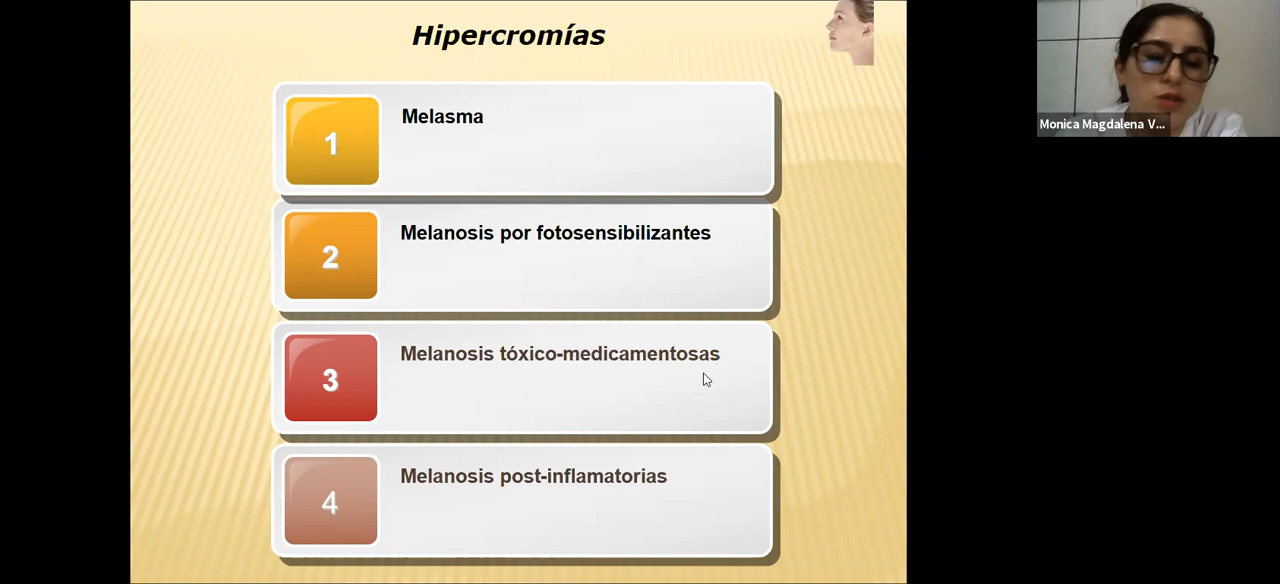 Hipercromías
1
Melasma
2
Melanosis por fotosensibilizantes
3
Melanosis tóxico-medicamentosas
4
Melanosis post-inflamatorias
Monica Magdalena V...